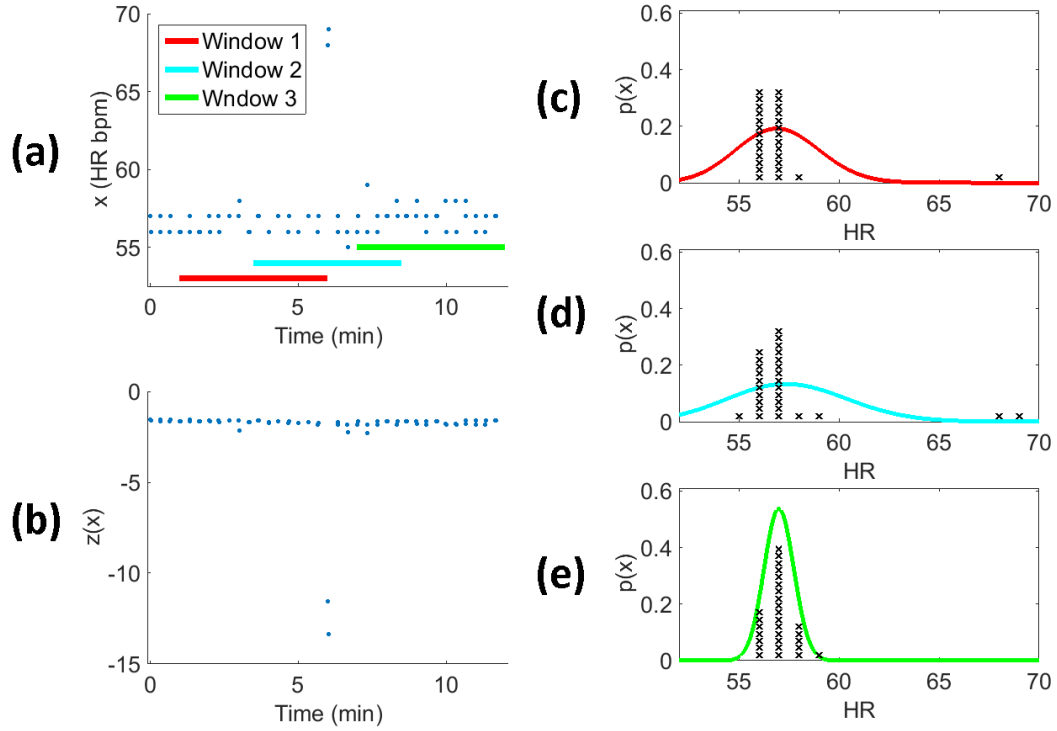 (a)
x (HR bpm)
70
65
60
55
Window 1
Window 2
Wndow 3
0 5 10
Time (min)
(b)
z(x)
0
-5
-10
-15
0 5 10
Time (min)
(c)
p(x)
0.6
0.4
0.2
0
55 60 65 70
HR
(d)
p(x)
0.6
0.4
0.2
0
55 60 65 70
HR
(e)
p(x)
0.6
0.4
0.2
0
55 60 65 70
HR